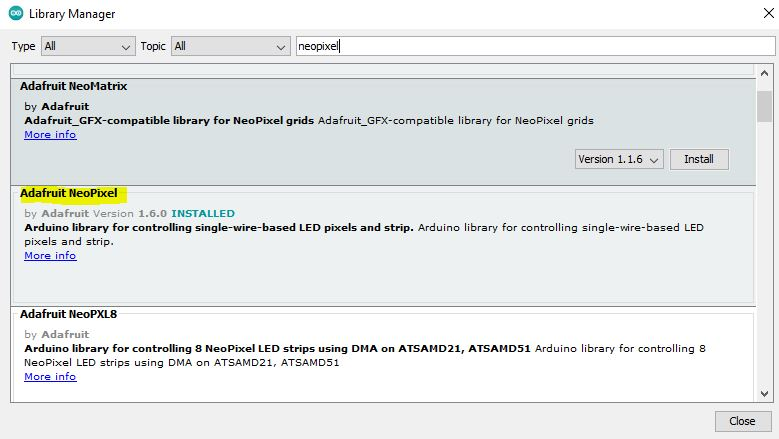 Library Manager
Type All Topic All neopixel
Adafruit NeoMatrix
by Adafruit
Adafruit_GFX-compatible library for NeoPixel grids Adafruit_GFX-compatible library for NeoPixel grids
More info
Version 1.1.6 Install
Adafruit NeoPixel
by Adafruit Version 1.6.0 INSTALLED
Arduino library for controlling single-wire-based LED pixels and strip. Arduino library for controlling single-wire-based LED
pixels and strip.
More info
Adafruit NeoPXL8
by Adafruit
Arduino library for controlling 8 NeoPixel LED strips using DMA on ATSAMD21, ATSAMD51 Arduino library for controlling 8
NeoPixel LED strips using DMA on ATSAMD21, ATSAMD51
More info
Close